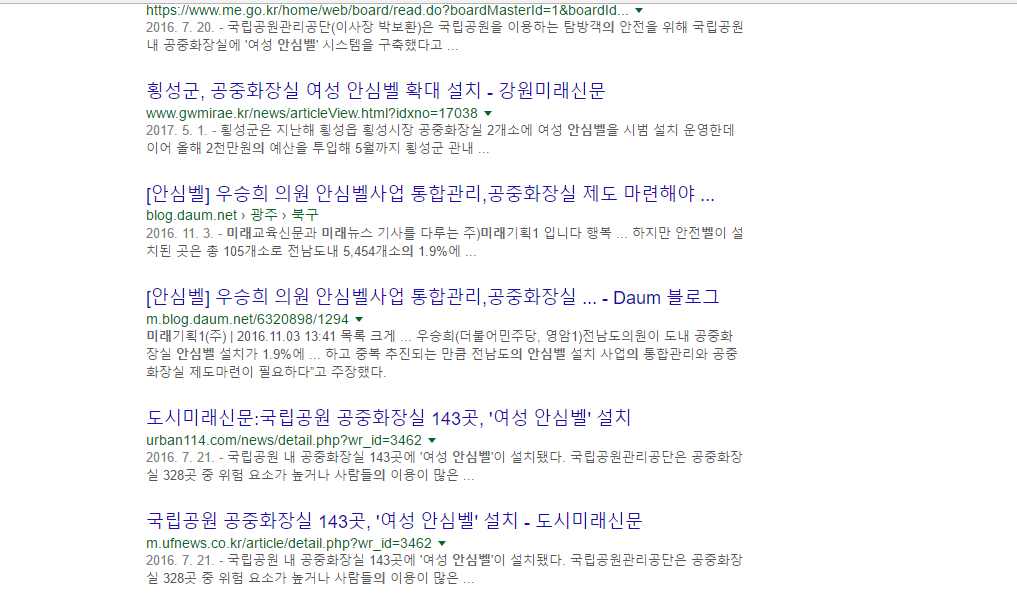 https://www.me.go.kr/home/web/board/read.do?boardMasterId=1&boardId... ▼
2016. 7. 20. - 국립공원관리공단(이사장 박보환)은 국립공원을 이용하는 탐방객의 안전을 위해 국립공원
내 공중화장실에 '여성 안심벨' 시스템을 구축했다고 ...
횡성군, 공중화장실 여성 안심벨 확대 설치 - 강원미래신문
www.gwmirae.kr/news/articleView.html?idxno=17038 ▼
2017. 5. 1. - 횡성군은 지난해 횡성읍 횡성시장 공중화장실 2개소에 여성 안심벨을 시범 설치 운영한데
이어 올해 2천만원의 예산을 투입해 5월까지 횡성군 관내 ...
[안심벨] 우승희 의원 안심벨사업 통합관리,공중화장실 제도 마련해야 ...
blog.daum.net › 광주 › 북구
2016. 11. 3. - 미래교육신문과 미래뉴스 기사를 다루는 주)미래기획1 입니다 행복 ... 하지만 안전벨이 설
치된 곳은 총 105개소로 전남도내 5,454개소의 1.9%에 ...
[안심벨] 우승희 의원 안심벨사업 통합관리,공중화장실 ... - Daum 블로그
m.blog.daum.net/6320898/1294 ▼
미래기획1(주) | 2016.11.03 13:41 목록 크게 ... 우승희(더불어민주당, 영암1)전남도의원이 도내 공중화
장실 안심벨 설치가 1.9%에 ... 하고 중복 추진되는 만큼 전남도의 안심벨 설치 사업의 통합관리와 공중
화장실 제도마련이 필요하다”고 주장했다.
도시미래신문:국립공원 공중화장실 143곳, '여성 안심벨' 설치
urban114.com/news/detail.php?wr_id=3462 ▼
2016. 7. 21. - 국립공원 내 공중화장실 143곳에 '여성 안심벨'이 설치됐다. 국립공원관리공단은 공중화장
실 328곳 중 위험 요소가 높거나 사람들의 이용이 많은 ...
국립공원 공중화장실 143곳, '여성 안심벨' 설치 - 도시미래신문
m.ufnews.co.kr/article/detail.php?wr_id=3462 ▼
2016. 7. 21. - 국립공원 내 공중화장실 143곳에 '여성 안심벨'이 설치됐다. 국립공원관리공단은 공중화장
실 328곳 중 위험 요소가 높거나 사람들의 이용이 많은 ...